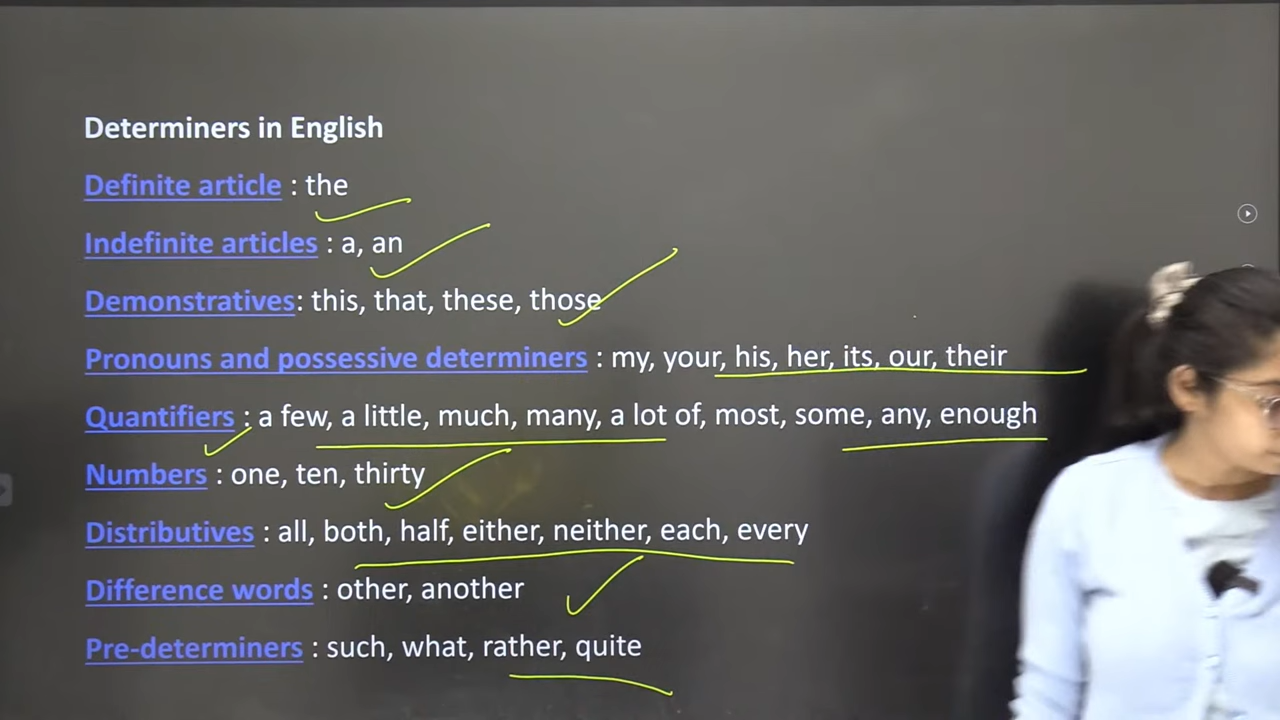 Determiners in English
Definite article : the
Indefinite articles : a, an
Demonstratives: this, that, these, those
Pronouns and possessive determiners : my, your, his, her, its, our, their
Quantifiers : a few, a little, much, many, a lot of, most, some, any, enough
Numbers : one, ten, thirty
Distributives : all, both, half, either, neither, each, every
Difference words : other, another
Pre-determiners : such, what, rather, quite